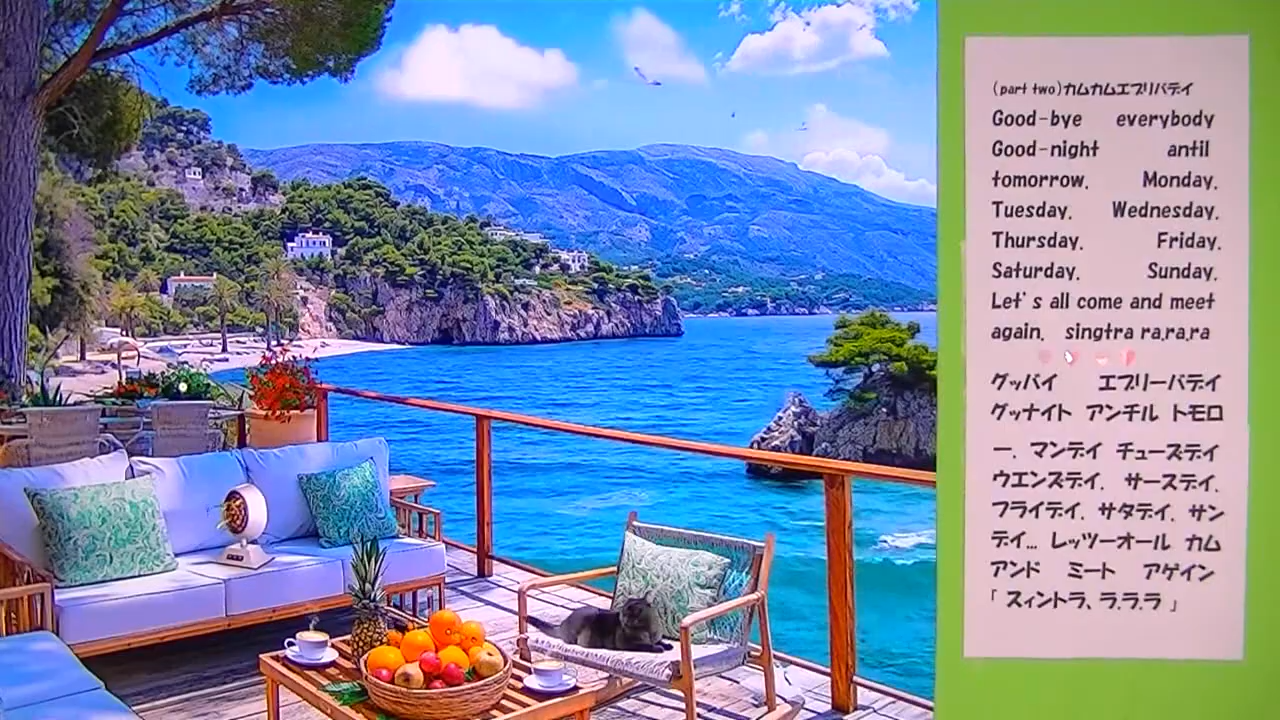 (part two)カムカムエブリバデイ
Good-bye everybody
Good-night antil
tomorrow. Monday.
Tuesday. Wednesday.
Thursday. Friday.
Saturday. Sunday.
Let's all come and meet
again. singtra ra.ra.ra
グッバイ エブリーバデイ
グッナイト アンチル トモロ
ー. マンデイ チューズデイ
ウエンズデイ. サーズデイ.
フライデイ. サタデイ. サン
デイ... レッツーオール カム
アンド ミート アゲイン
「 スィントラ、ラ.ラ.ラ 」